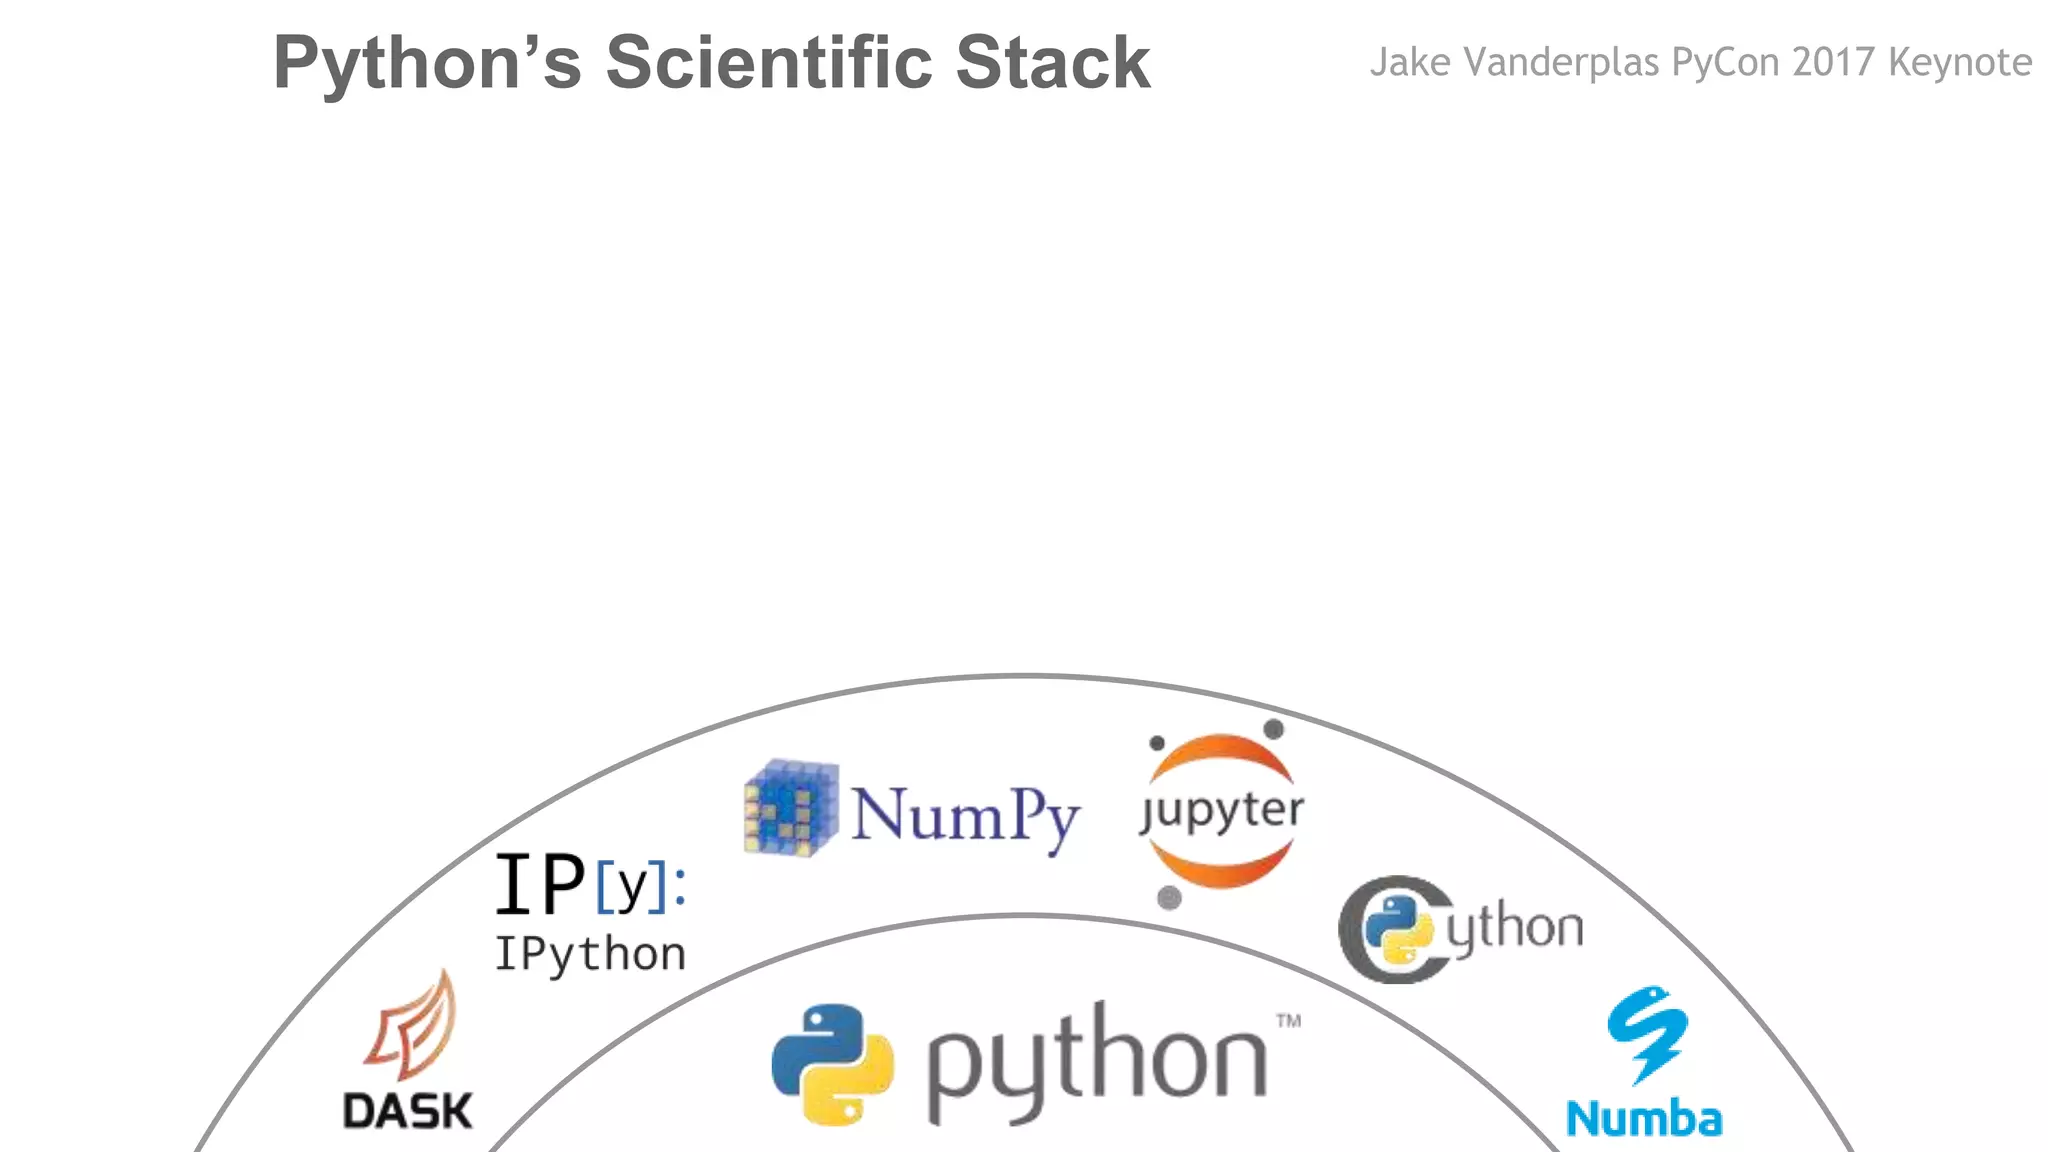 Python’s Scientific Stack
Jake Vanderplas PyCon 2017 Keynote
NumPy
jupyter
IP[y]:
IPython
Cython
DASK
python™
Numba